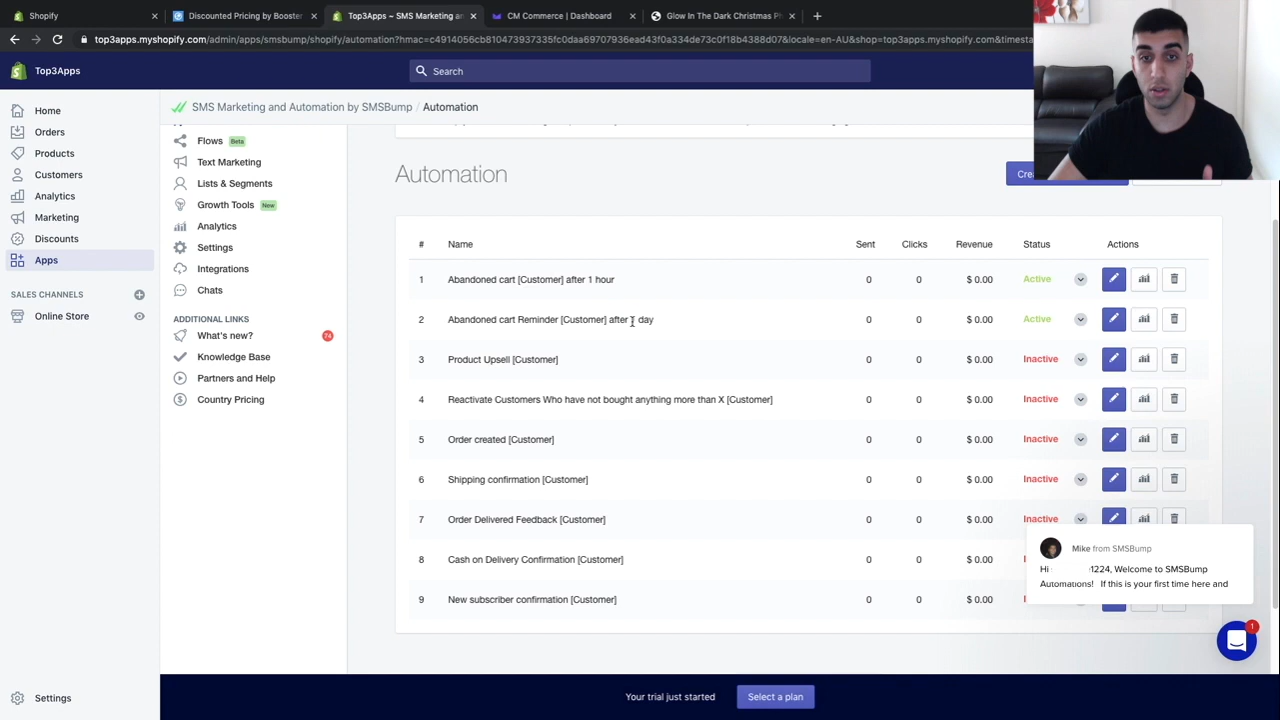 Shopify
Discounted Pricing by Booster
Top3Apps ~ SMS Marketing an
CM Commerce | Dashboard
Glow In The Dark Christmas Ph
top3apps.myshopify.com/admin/apps/smsbump/shopify/automation?hmac=c4914056cb810473937335fc0daa69707936ead43f0a334de73c0f18b4388d07&locale=en-AU&shop=top3apps.myshopify.com&timesta
Top3Apps
Search
SMS Marketing and Automation by SMSBump / Automation
Home
Orders
Products
Customers
Analytics
Marketing
Discounts
Apps
SALES CHANNELS
Online Store
Settings
Flows Beta
Text Marketing
Lists & Segments
Growth Tools New
Analytics
Settings
Integrations
Chats
ADDITIONAL LINKS
What's new? 74
Knowledge Base
Partners and Help
Country Pricing
Automation
# Name Sent Clicks Revenue Status Actions
1 Abandoned cart [Customer] after 1 hour 0 0 $ 0.00 Active
2 Abandoned cart Reminder [Customer] after day 0 0 $ 0.00 Active
3 Product Upsell [Customer] 0 0 $ 0.00 Inactive
4 Reactivate Customers Who have not bought anything more than X [Customer] 0 0 $ 0.00 Inactive
5 Order created [Customer] 0 0 $ 0.00 Inactive
6 Shipping confirmation [Customer] 0 0 $ 0.00 Inactive
7 Order Delivered Feedback [Customer] 0 0 $ 0.00 Inactive
8 Cash on Delivery Confirmation [Customer] 0 0 $ 0.00
9 New subscriber confirmation [Customer] 0 0 $ 0.00
Mike from SMSBump
Hi 1224, Welcome to SMSBump
Automations! If this is your first time here and
1
Your trial just started Select a plan